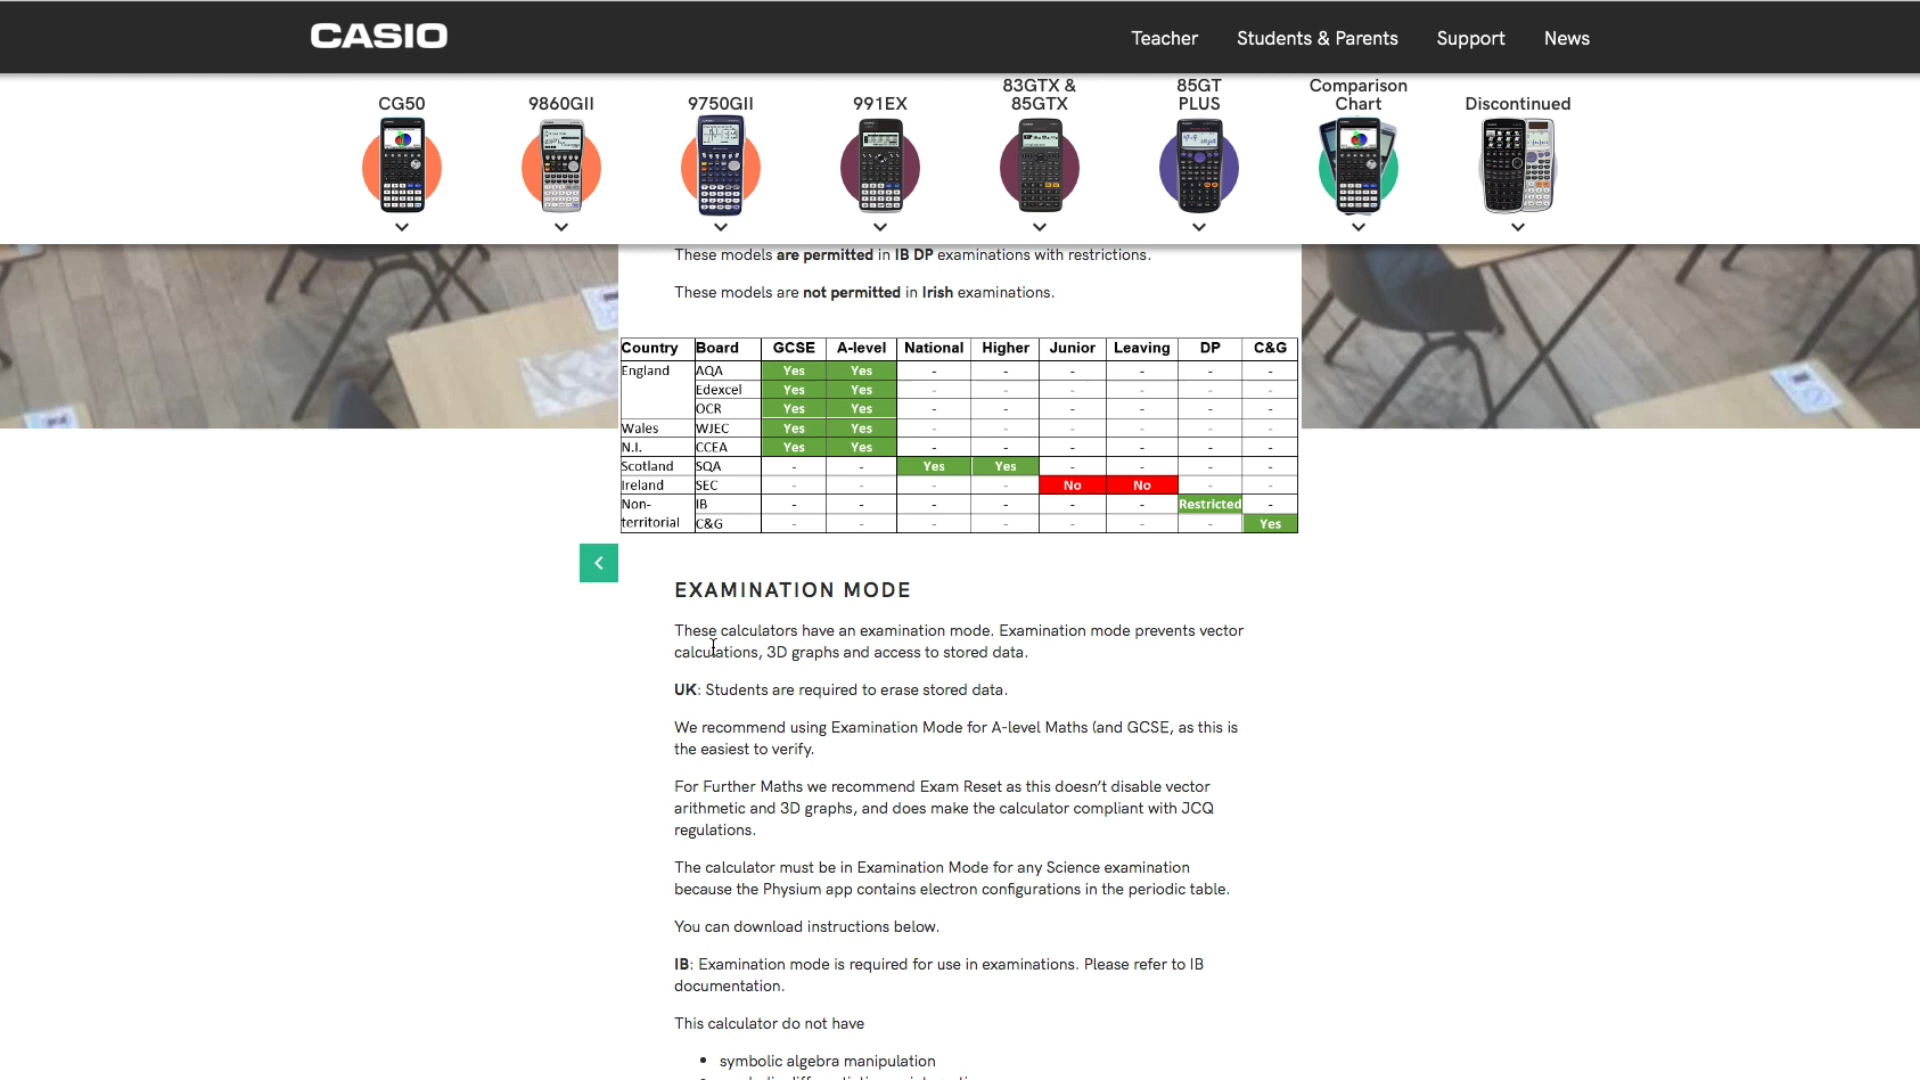 CASIO
Teacher Students & Parents Support News
CG50
9860GII
9750GII
991EX
83GTX &
85GTX
85GT
PLUS
Comparison
Chart
Discontinued
These models are permitted in IB DP examinations with restrictions.
These models are not permitted in Irish examinations.
Country Board GCSE A-level National Higher Junior Leaving DP C&G
England AQA Yes Yes - - - - - -
Edexcel Yes Yes - - - - - -
OCR Yes Yes - - - - - -
Wales WJEC Yes Yes - - - - - -
N.I. CCEA Yes Yes - - - - - -
Scotland SQA - - Yes Yes - - - -
Ireland SEC - - - - No No - -
Non- IB - - - - - - Restricted -
territorial C&G - - - - - - - Yes
EXAMINATION MODE
These calculators have an examination mode. Examination mode prevents vector
calculations, 3D graphs and access to stored data.
UK: Students are required to erase stored data.
We recommend using Examination Mode for A-level Maths (and GCSE, as this is
the easiest to verify.
For Further Maths we recommend Exam Reset as this doesn't disable vector
arithmetic and 3D graphs, and does make the calculator compliant with JCQ
regulations.
The calculator must be in Examination Mode for any Science examination
because the Physium app contains electron configurations in the periodic table.
You can download instructions below.
IB: Examination mode is required for use in examinations. Please refer to IB
documentation.
This calculator do not have
• symbolic algebra manipulation